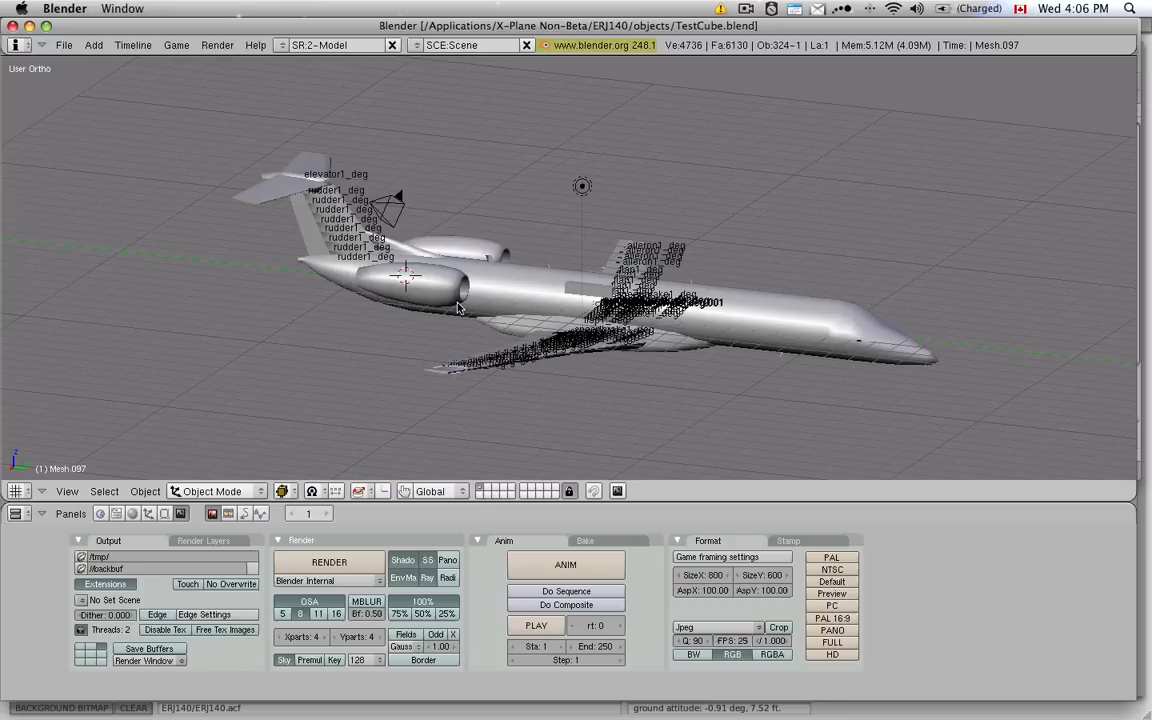 Blender Window (Charged) Wed 4:06 PM
Blender [/Applications/X-Plane Non-Beta/ERJ140/objects/TestCube.blend]
File Add Timeline Game Render Help SR:2-Model SCE:Scene www.blender.org 248.1 Ve:4736 | Fa:6130 | Ob:324-1 | La:1 | Mem:5.12M (4.09M) | Time: | Mesh.097
User Ortho
elevator1_deg
rudder1_deg
rudder1_deg
rudder1_deg
rudder1_deg
rudder1_deg
rudder1_deg
rudder1_deg
rudder1_deg
aileron1_deg
z
(1) Mesh.097
View Select Object Object Mode Global
Panels 1
Output Render Layers Render Anim Bake Format Stamp
/tmp/
//backbuf
Extensions Touch No Overwrite
No Set Scene
Dither: 0.000 Edge Edge Settings
Threads: 2 Disable Tex Free Tex Images
Save Buffers
Render Window
RENDER
Blender Internal
Shado SS Pano
EnvMa Ray Radi
OSA MBLUR 100%
5 8 11 16 Bf: 0.50 75% 50% 25%
Xparts: 4 Yparts: 4 Fields Odd X
Gauss 1.00
Sky Premul Key 128 Border
ANIM
Do Sequence
Do Composite
PLAY rt: 0
Sta: 1 End: 250
Step: 1
Game framing settings
SizeX: 800 SizeY: 600
AspX: 100.00 AspY: 100.00
Jpeg Crop
Q: 90 FPS: 25 /1.000
BW RGB RGBA
PAL
NTSC
Default
Preview
PC
PAL 16:9
PANO
FULL
HD
BACKGROUND BITMAP CLEAR ERJ140/ERJ140.acf ground attitude: -0.91 deg, 7.52 ft.